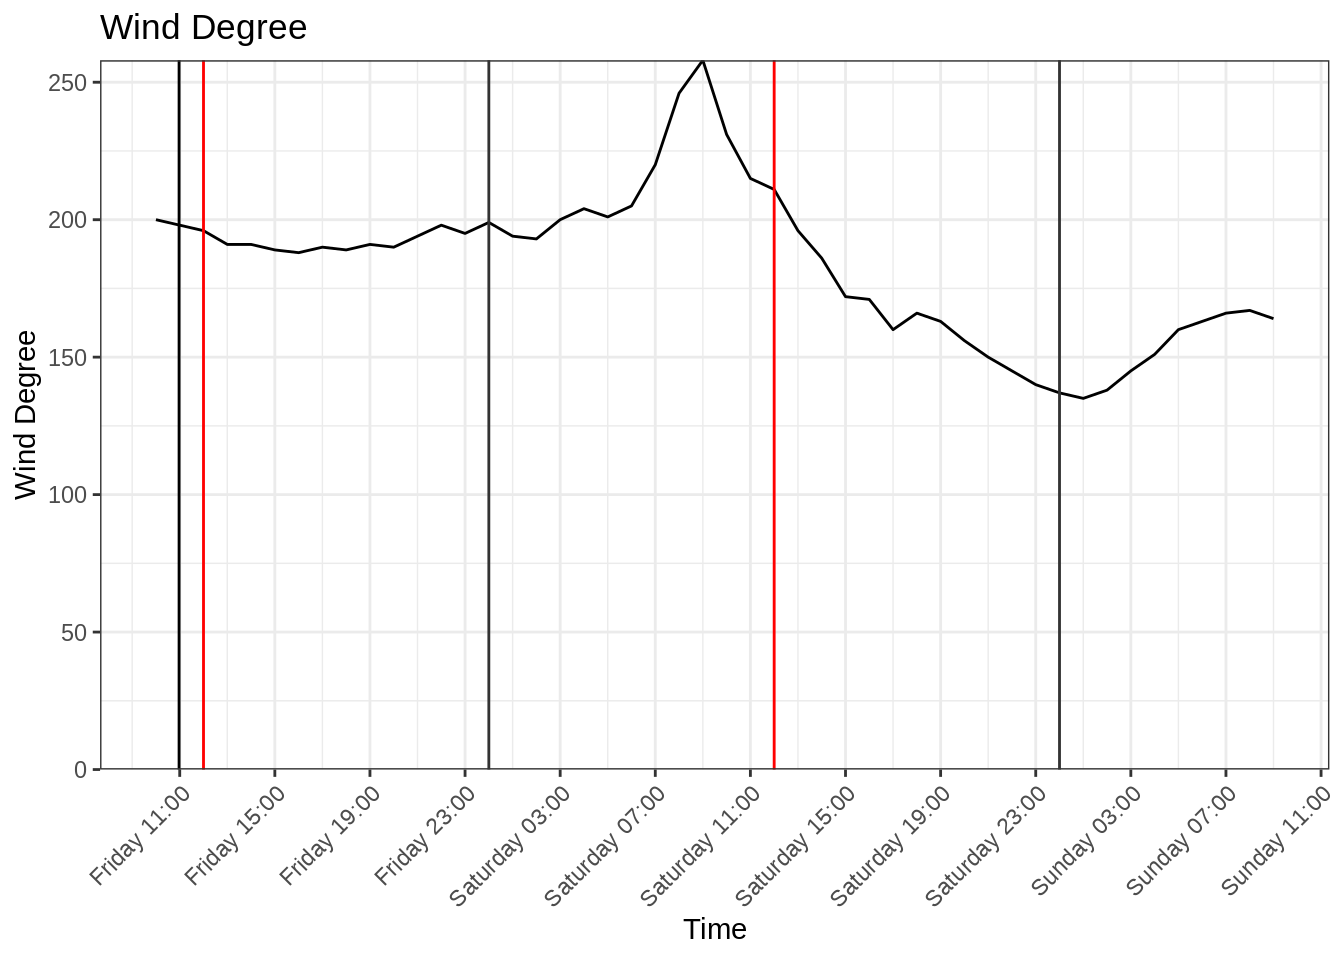 Wind Degree
Wind Degree
250
200
150
100
50
0
Friday 11:00
Friday 15:00
Friday 19:00
Friday 23:00
Saturday 03:00
Saturday 07:00
Saturday 11:00
Saturday 15:00
Saturday 19:00
Saturday 23:00
Sunday 03:00
Sunday 07:00
Sunday 11:00
Time